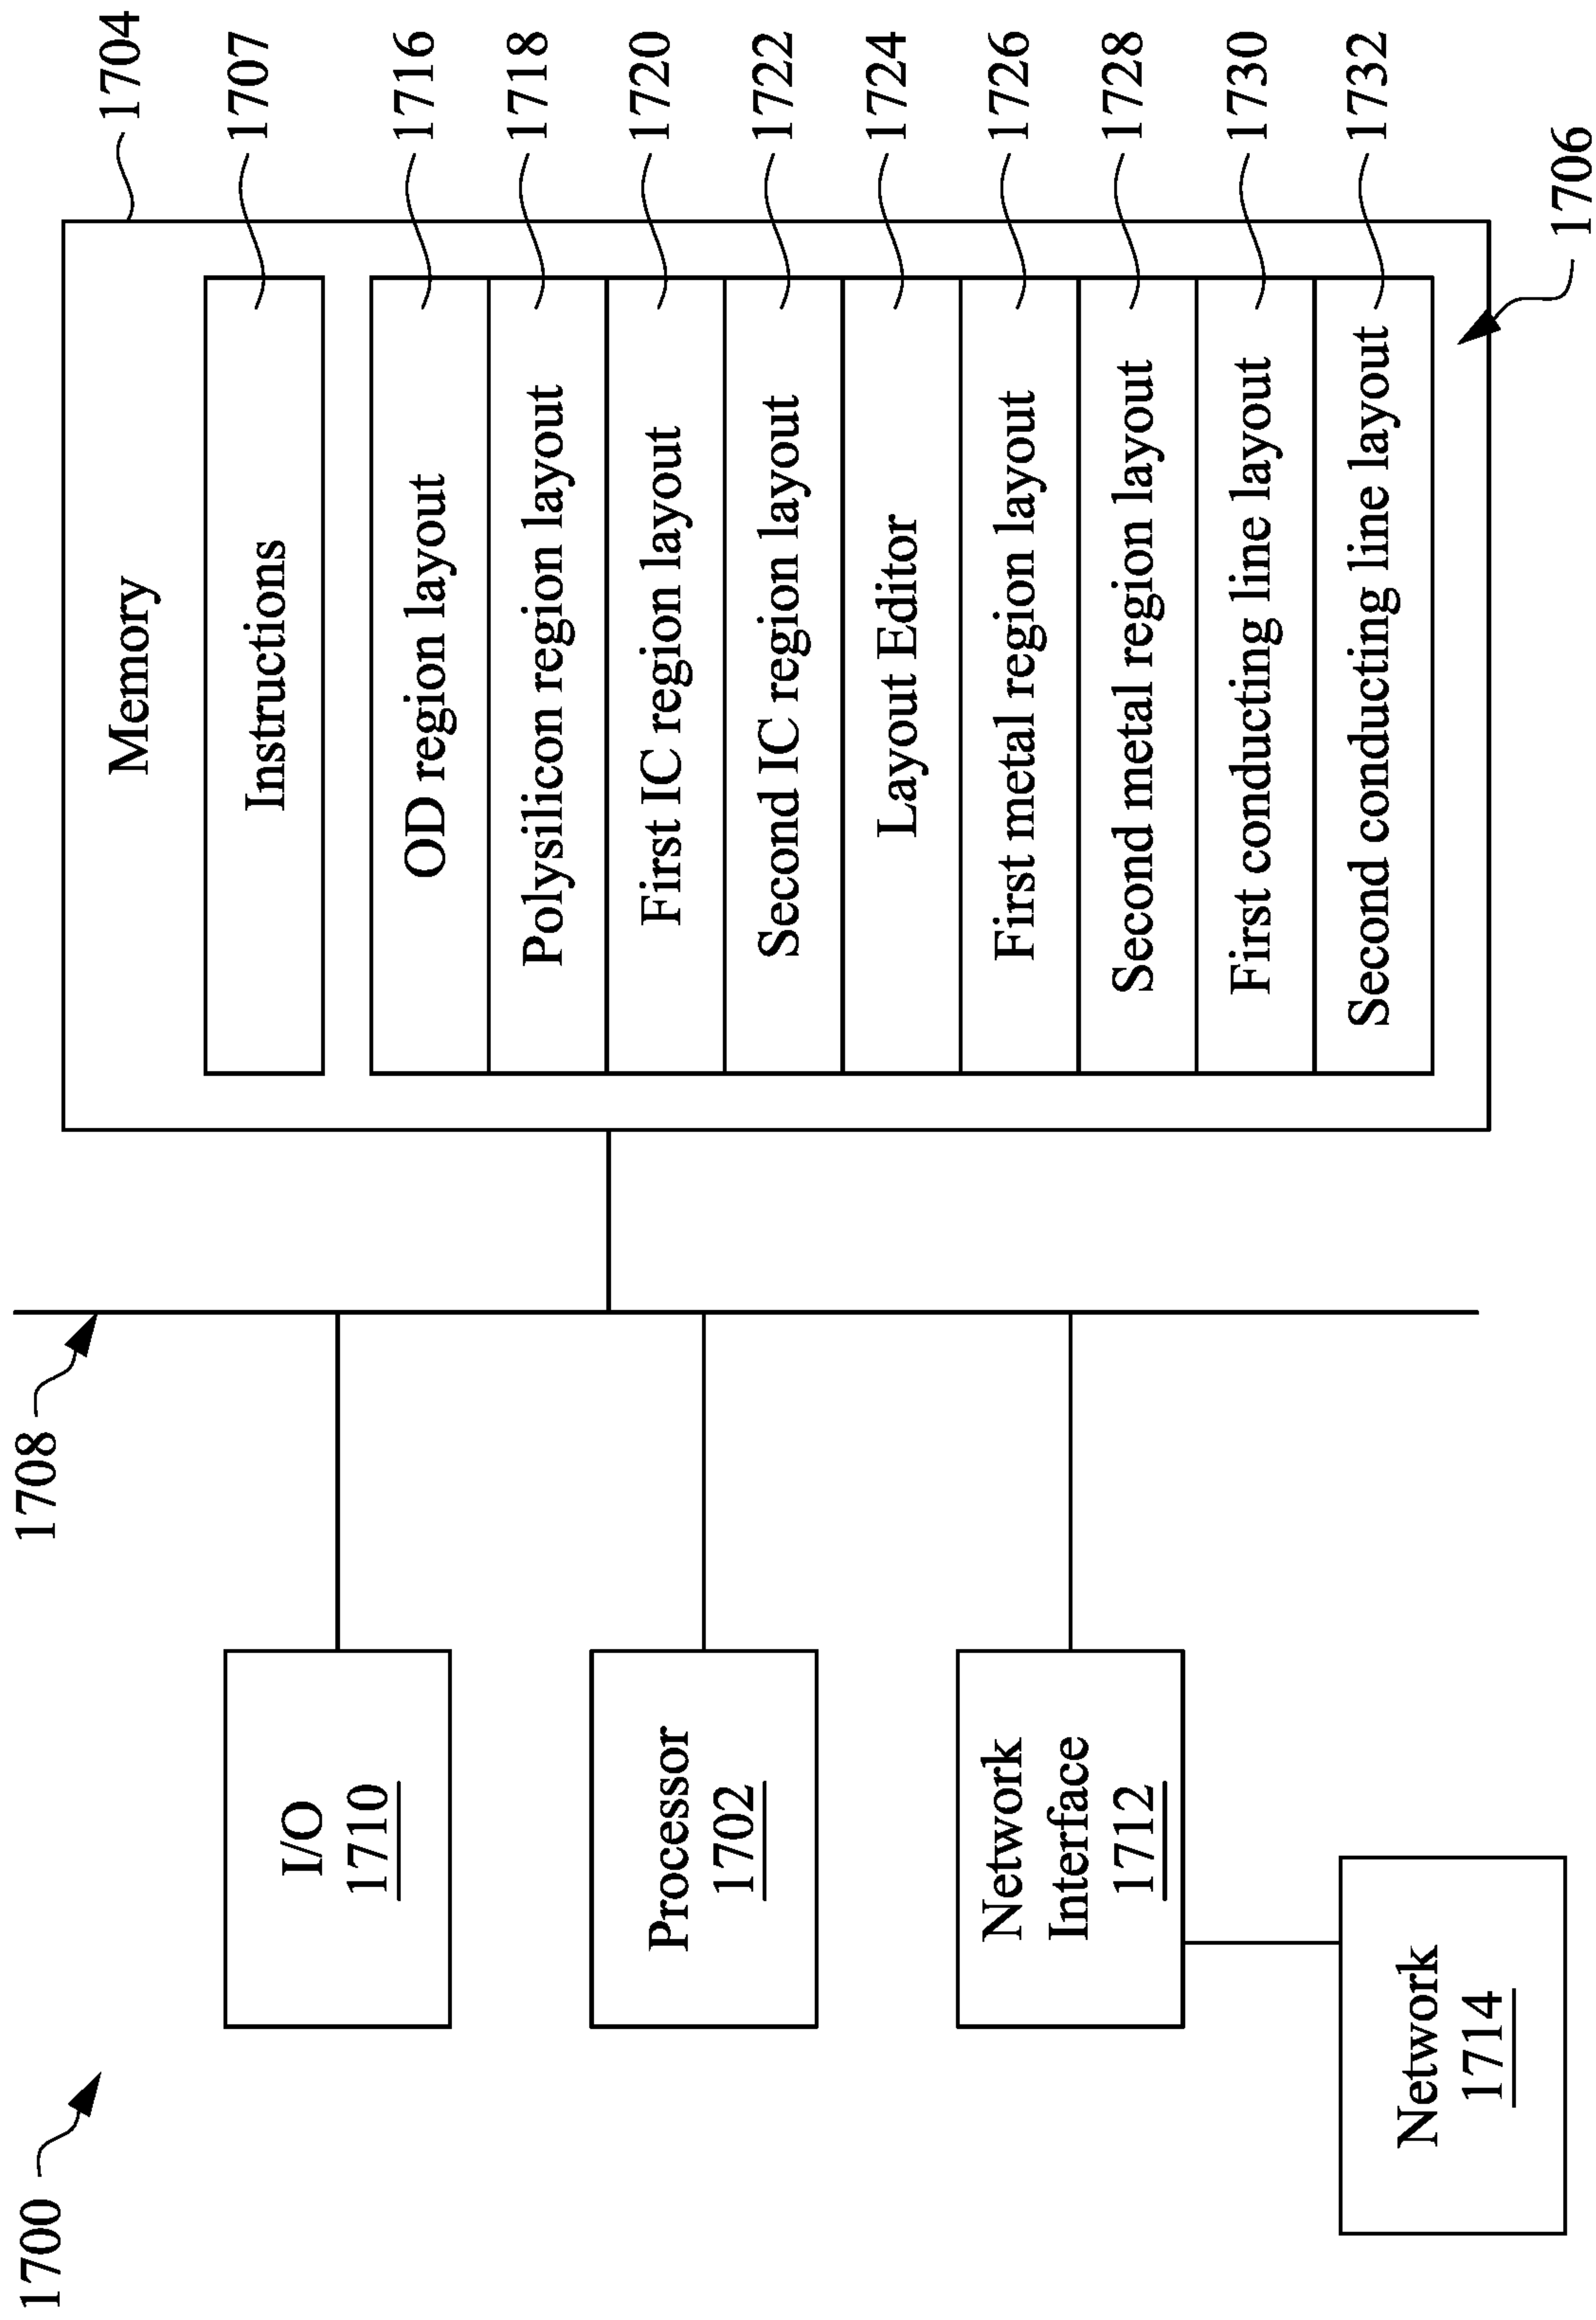 1700
1708
1704
Memory
Instructions
1707
I/O
1710
OD region layout
1716
Polysilicon region layout
1718
Processor
1702
First IC region layout
1720
Second IC region layout
1722
Layout Editor
1724
Network
Interface
1712
First metal region layout
1726
Second metal region layout
1728
First conducting line layout
1730
Second conducting line layout
1732
Network
1714
1706